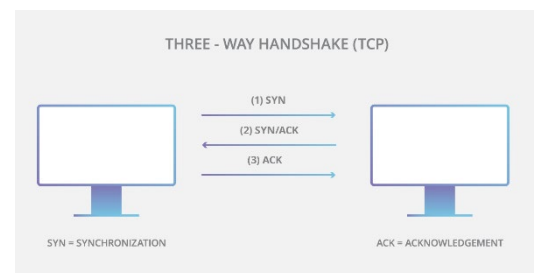 THREE - WAY HANDSHAKE (TCP)
(1) SYN
(2) SYN/ACK
(3) ACK
SYN = SYNCHRONIZATION
ACK = ACKNOWLEDGEMENT